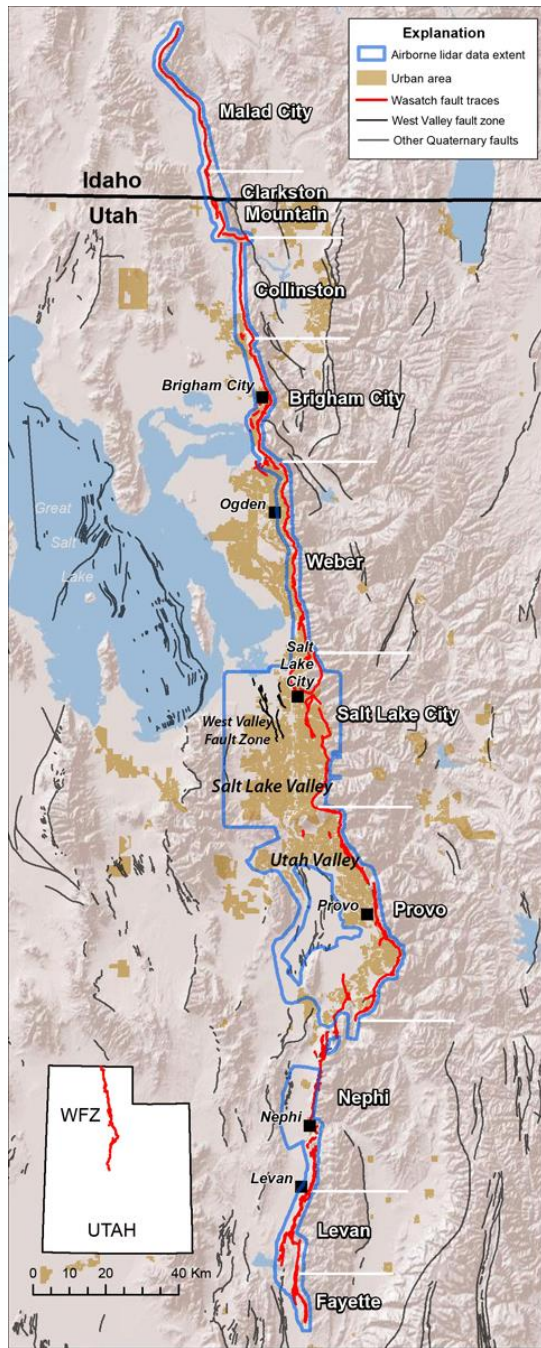 Explanation
Airborne lidar data extent
Urban area
Wasatch fault traces
West Valley fault zone
Other Quaternary faults
Malad City
Idaho
Utah
Clarkston
Mountain
Collinston
Brigham City
Brigham City
Ogden
Great
Salt
Lake
Weber
Salt
Lake
City
West Valley
Fault Zone
Salt Lake City
Salt Lake Valley
Utah Valley
Provo
Provo
Nephi
Nephi
Levan
Levan
Fayette
WFZ
UTAH
0 10 20 40 Km